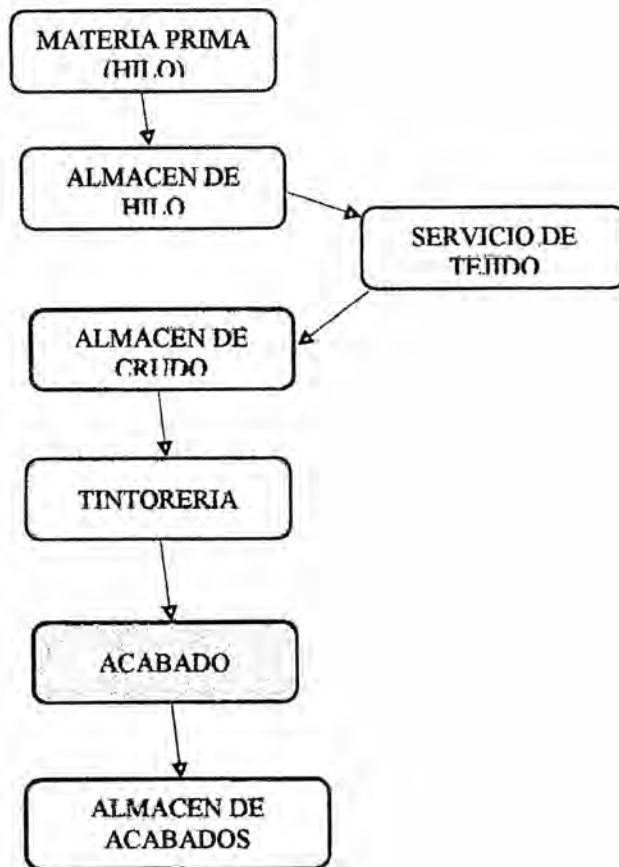 MATERIA PRIMA
(HILO)
ALMACEN DE
HILO
SERVICIO DE
TEJIDO
ALMACEN DE
CRUDO
TINTORERIA
ACABADO
ALMACEN DE
ACABADOS